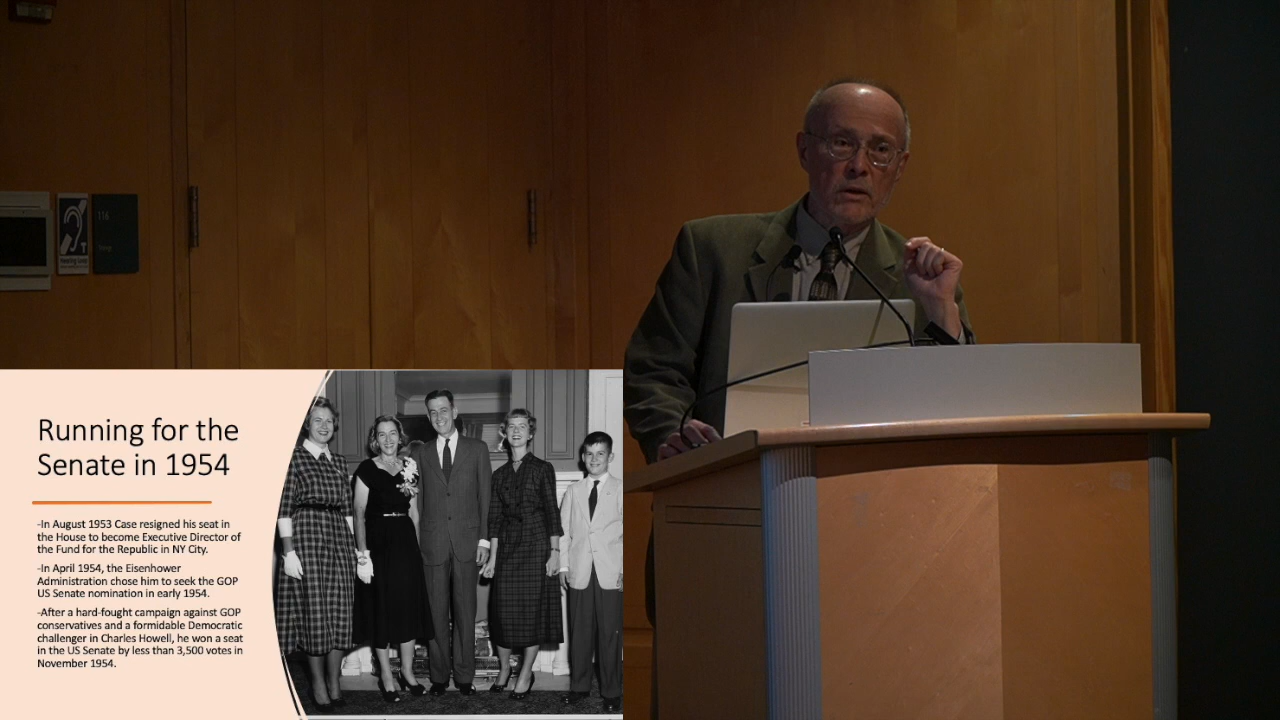 116
Hearing Loop
T
Running for the
Senate in 1954
-In August 1953 Case resigned his seat in
the House to become Executive Director of
the Fund for the Republic in NY City.
-In April 1954, the Eisenhower
Administration chose him to seek the GOP
US Senate nomination in early 1954.
-After a hard-fought campaign against GOP
conservatives and a formidable Democratic
challenger in Charles Howell, he won a seat
in the US Senate by less than 3,500 votes in
November 1954.